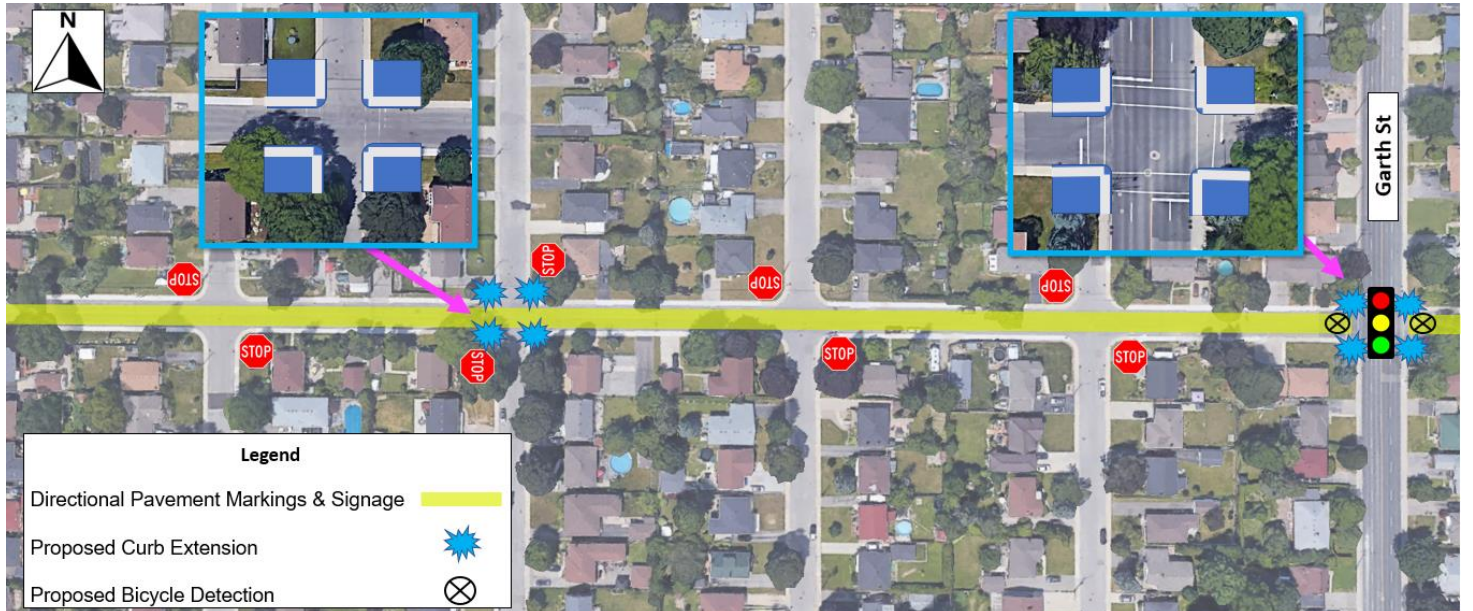 N
Garth St
STOP
STOP
STOP
STOP
STOP
STOP
STOP
STOP
Legend
Directional Pavement Markings & Signage
Proposed Curb Extension
Proposed Bicycle Detection